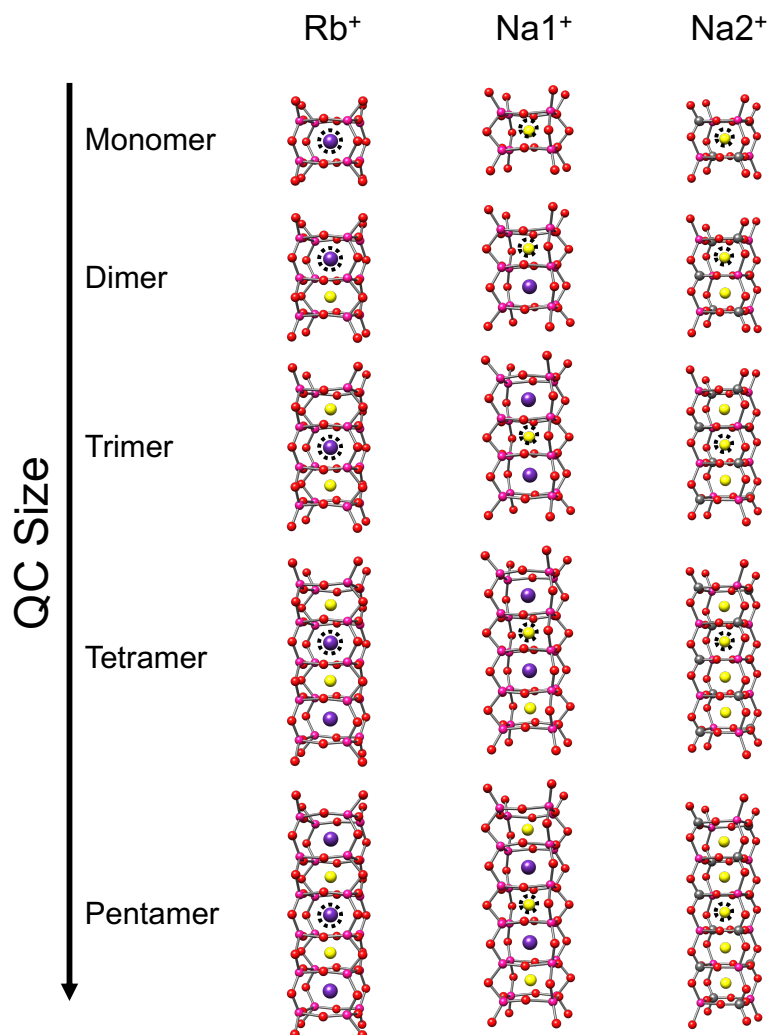 Rb⁺ Na1⁺ Na2⁺
Monomer
Dimer
Trimer
Tetramer
Pentamer
QC Size